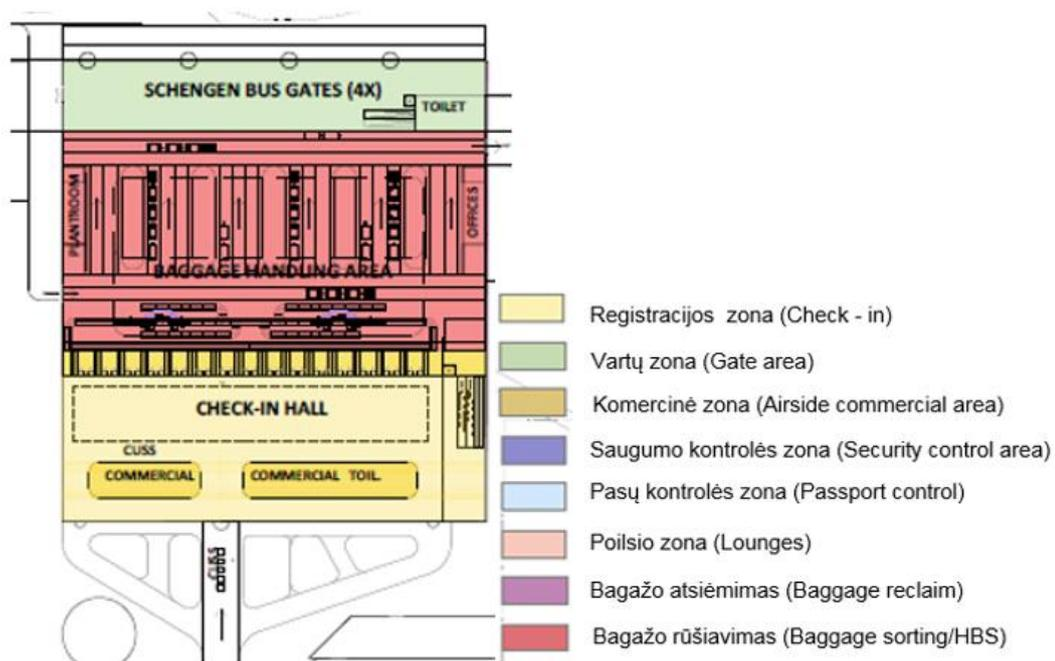 SCHENGEN BUS GATES (4X)
TOILET
PLANTROOM
OFFICES
BAGGAGE HANDLING AREA
CHECK-IN HALL
CUSS
COMMERCIAL
COMMERCIAL TOIL.
CUSS
Registracijos zona (Check - in)
Vartų zona (Gate area)
Komercinė zona (Airside commercial area)
Saugumo kontrolės zona (Security control area)
Pasų kontrolės zona (Passport control)
Poilsio zona (Lounges)
Bagažo atsiėmimas (Baggage reclaim)
Bagažo rūšiavimas (Baggage sorting/HBS)